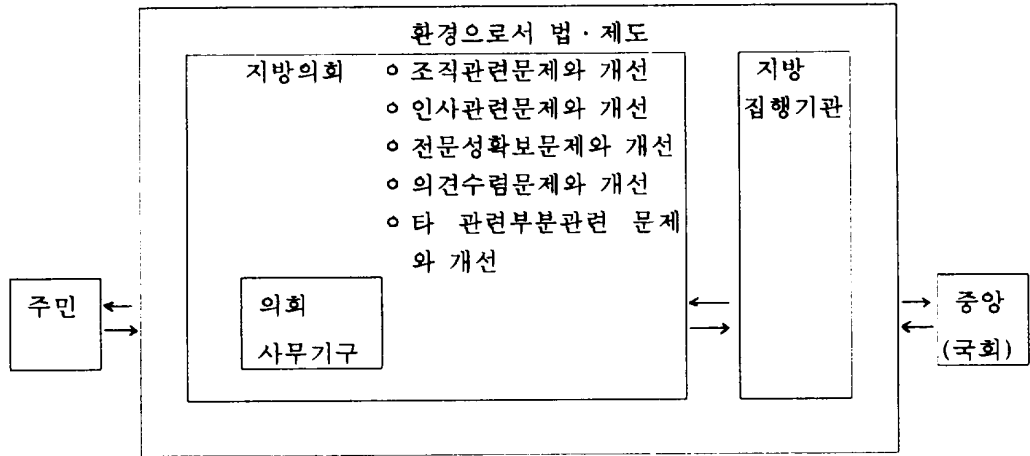 환경으로서 법·제도
지방의회
o 조직관련문제와 개선
o 인사관련문제와 개선
o 전문성확보문제와 개선
o 의견수렴문제와 개선
o 타 관련부분관련 문제
와 개선
의회
사무기구
지방
집행기관
주민
중앙
(국회)